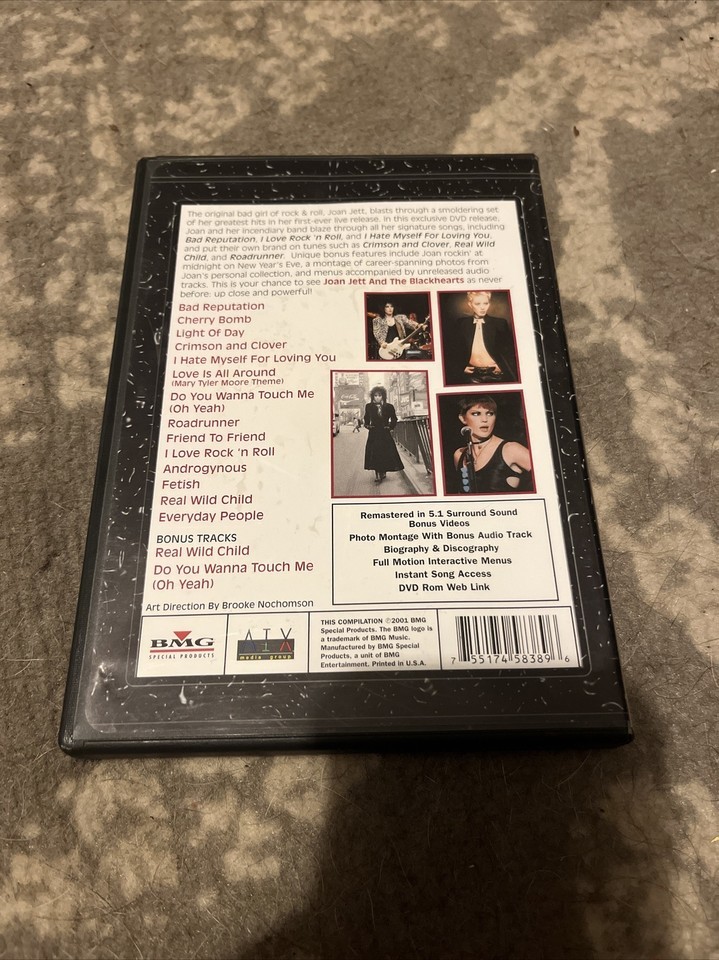 The original bad girl of rock & roll, Joan Jett, blasts through a smoldering set
of her greatest hits in her first-ever live release. In this exclusive DVD release,
Joan and her incendiary band blaze through all her signature songs, including
Bad Reputation, I Love Rock 'n Roll, and I Hate Myself For Loving You,
and put their own brand on tunes such as Crimson and Clover, Real Wild
Child, and Roadrunner. Unique bonus features include Joan rockin' at
midnight on New Year's Eve, a montage of career-spanning photos from
Joan's personal collection, and menus accompanied by unreleased audio
tracks. This is your chance to see Joan Jett And The Blackhearts as never
before: up close and powerful!
Bad Reputation
Cherry Bomb
Light Of Day
Crimson and Clover
I Hate Myself For Loving You
Love Is All Around
(Mary Tyler Moore Theme)
Do You Wanna Touch Me
(Oh Yeah)
Roadrunner
Friend To Friend
I Love Rock 'n Roll
Androgynous
Fetish
Real Wild Child
Everyday People
BONUS TRACKS
Real Wild Child
Do You Wanna Touch Me
(Oh Yeah)
Art Direction By Brooke Nochomson
Remastered in 5.1 Surround Sound
Bonus Videos
Photo Montage With Bonus Audio Track
Biography & Discography
Full Motion Interactive Menus
Instant Song Access
DVD Rom Web Link
BMG
SPECIAL PRODUCTS
media group
THIS COMPILATION ℗2001 BMG
Special Products. The BMG logo is
a trademark of BMG Music.
Manufactured by BMG Special
Products, a unit of BMG
Entertainment. Printed in U.S.A.
7 55174 58389 6